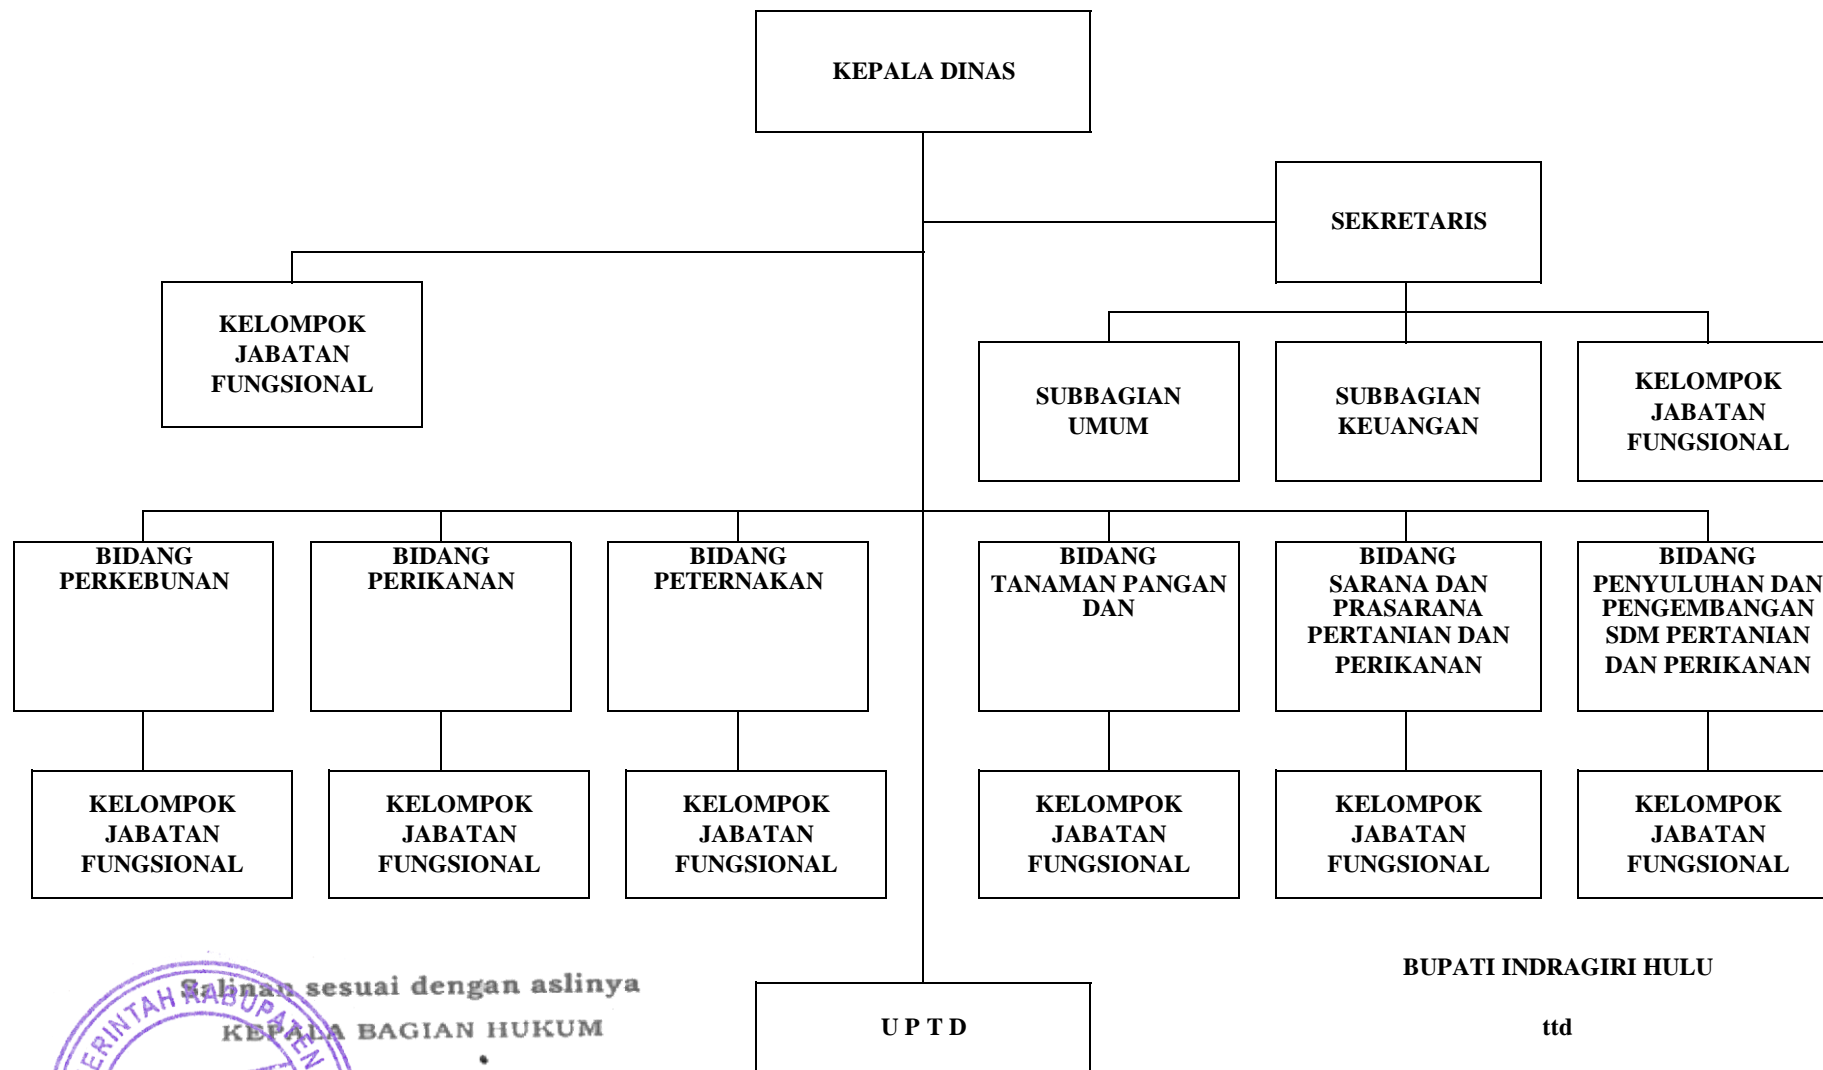 KEPALA DINAS
SEKRETARIS
KELOMPOK
JABATAN
FUNGSIONAL
SUBBAGIAN
UMUM
SUBBAGIAN
KEUANGAN
KELOMPOK
JABATAN
FUNGSIONAL
BIDANG
PERKEBUNAN
BIDANG
PERIKANAN
BIDANG
PETERNAKAN
BIDANG
TANAMAN PANGAN
DAN
BIDANG
SARANA DAN
PRASARANA
PERTANIAN DAN
PERIKANAN
BIDANG
PENYULUHAN DAN
PENGEMBANGAN
SDM PERTANIAN
DAN PERIKANAN
KELOMPOK
JABATAN
FUNGSIONAL
KELOMPOK
JABATAN
FUNGSIONAL
KELOMPOK
JABATAN
FUNGSIONAL
KELOMPOK
JABATAN
FUNGSIONAL
KELOMPOK
JABATAN
FUNGSIONAL
KELOMPOK
JABATAN
FUNGSIONAL
Salinan sesuai dengan aslinya
KEPALA BAGIAN HUKUM
ERINTAH KABUPATEN
U P T D
BUPATI INDRAGIRI HULU
ttd